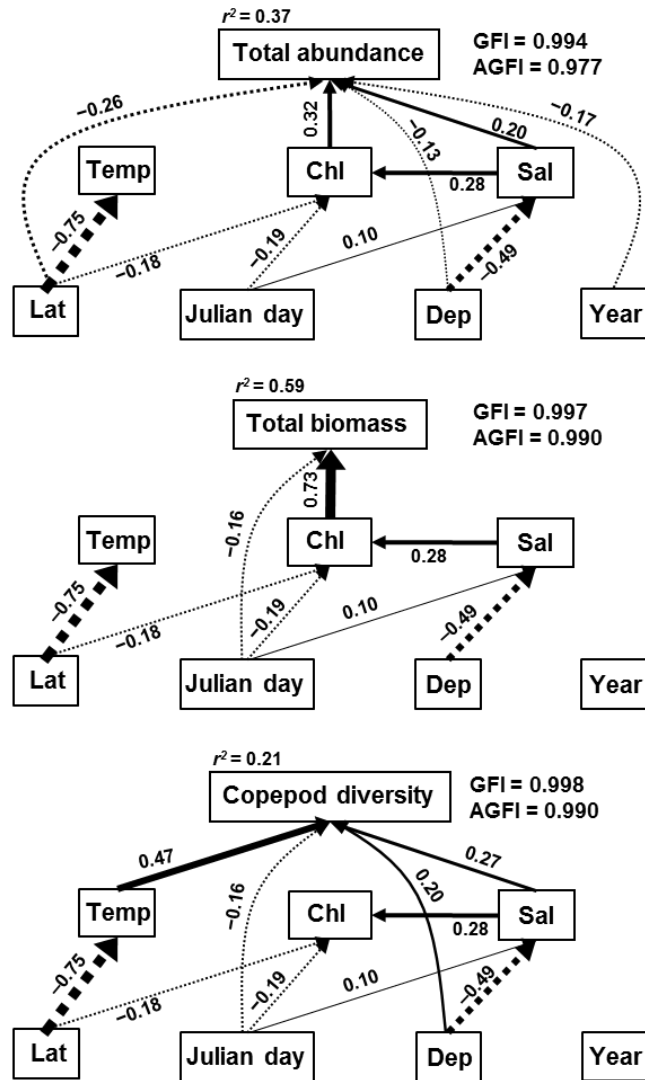 r² = 0.37
Total abundance
GFI = 0.994
AGFI = 0.977
−0.26
0.32
−0.13
0.20
−0.17
Temp
Chl
Sal
0.28
−0.75
−0.18
−0.19
0.10
−0.49
Lat
Julian day
Dep
Year
r² = 0.59
Total biomass
GFI = 0.997
AGFI = 0.990
−0.16
0.73
Temp
Chl
Sal
0.28
−0.75
−0.18
−0.19
0.10
−0.49
Lat
Julian day
Dep
Year
r² = 0.21
Copepod diversity
GFI = 0.998
AGFI = 0.990
0.47
−0.16
0.20
0.27
Temp
Chl
Sal
0.28
−0.75
−0.18
−0.19
0.10
−0.49
Lat
Julian day
Dep
Year